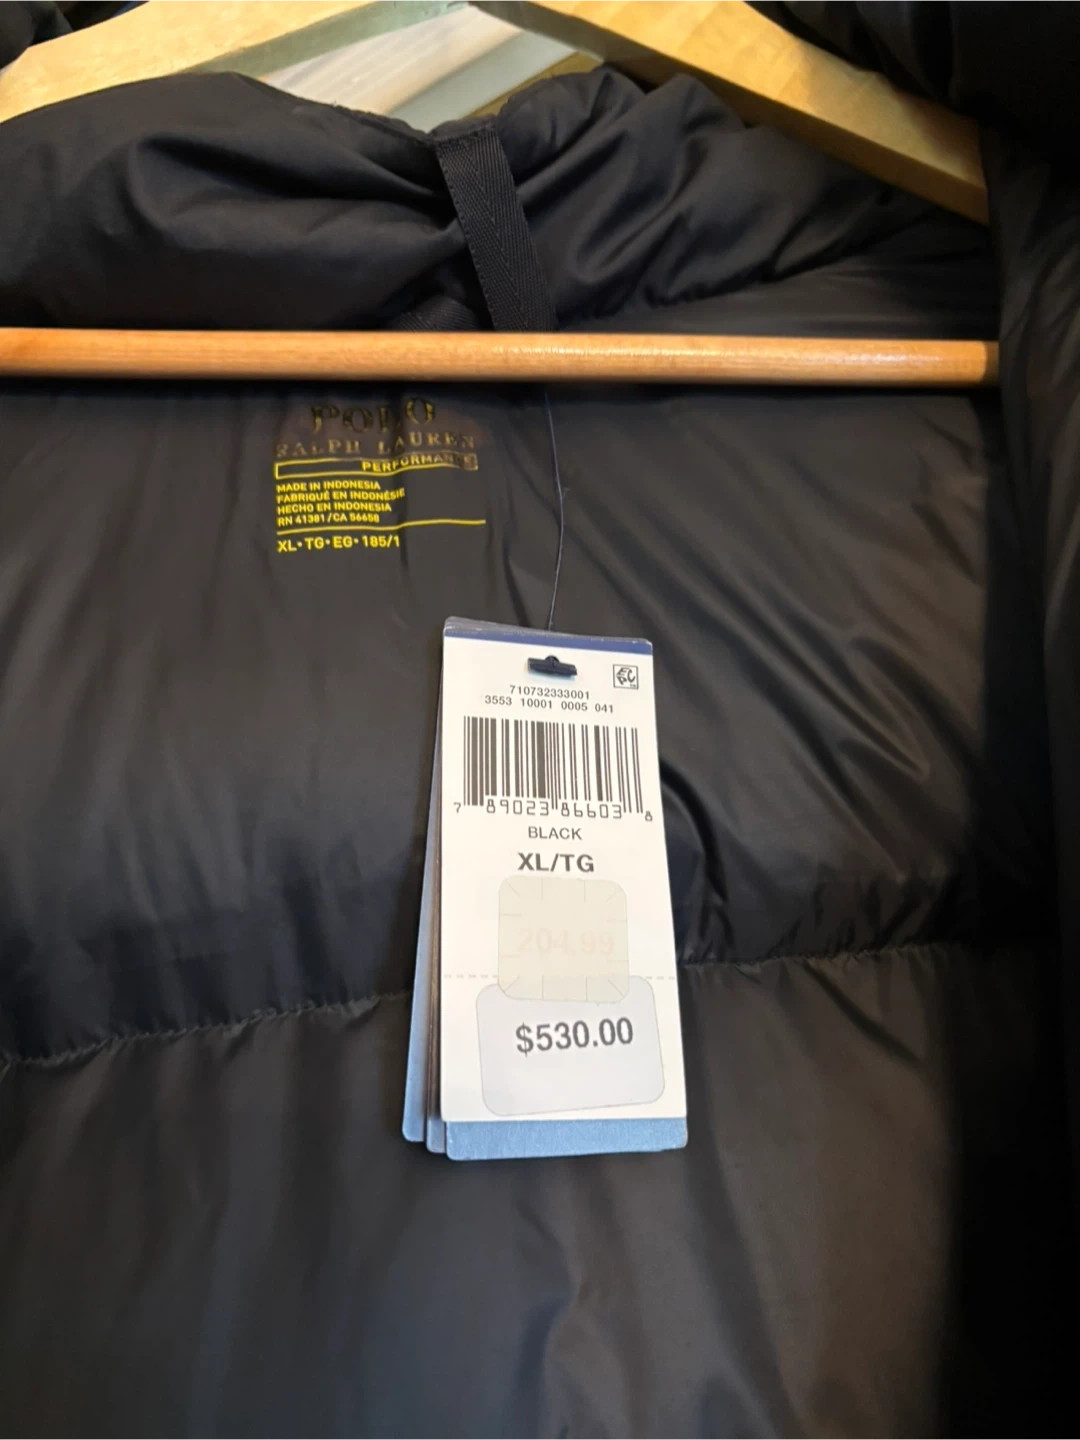 POLO
RALPH LAUREN
PERFORMANCE
MADE IN INDONESIA
FABRIQUÉ EN INDONÉSIE
HECHO EN INDONESIA
RN 41381/CA 56658
XL•TG•EG•185/1
710732333001
3553 10001 0005 041
7 89023 86603 8
BLACK
XL/TG
204.99
$530.00